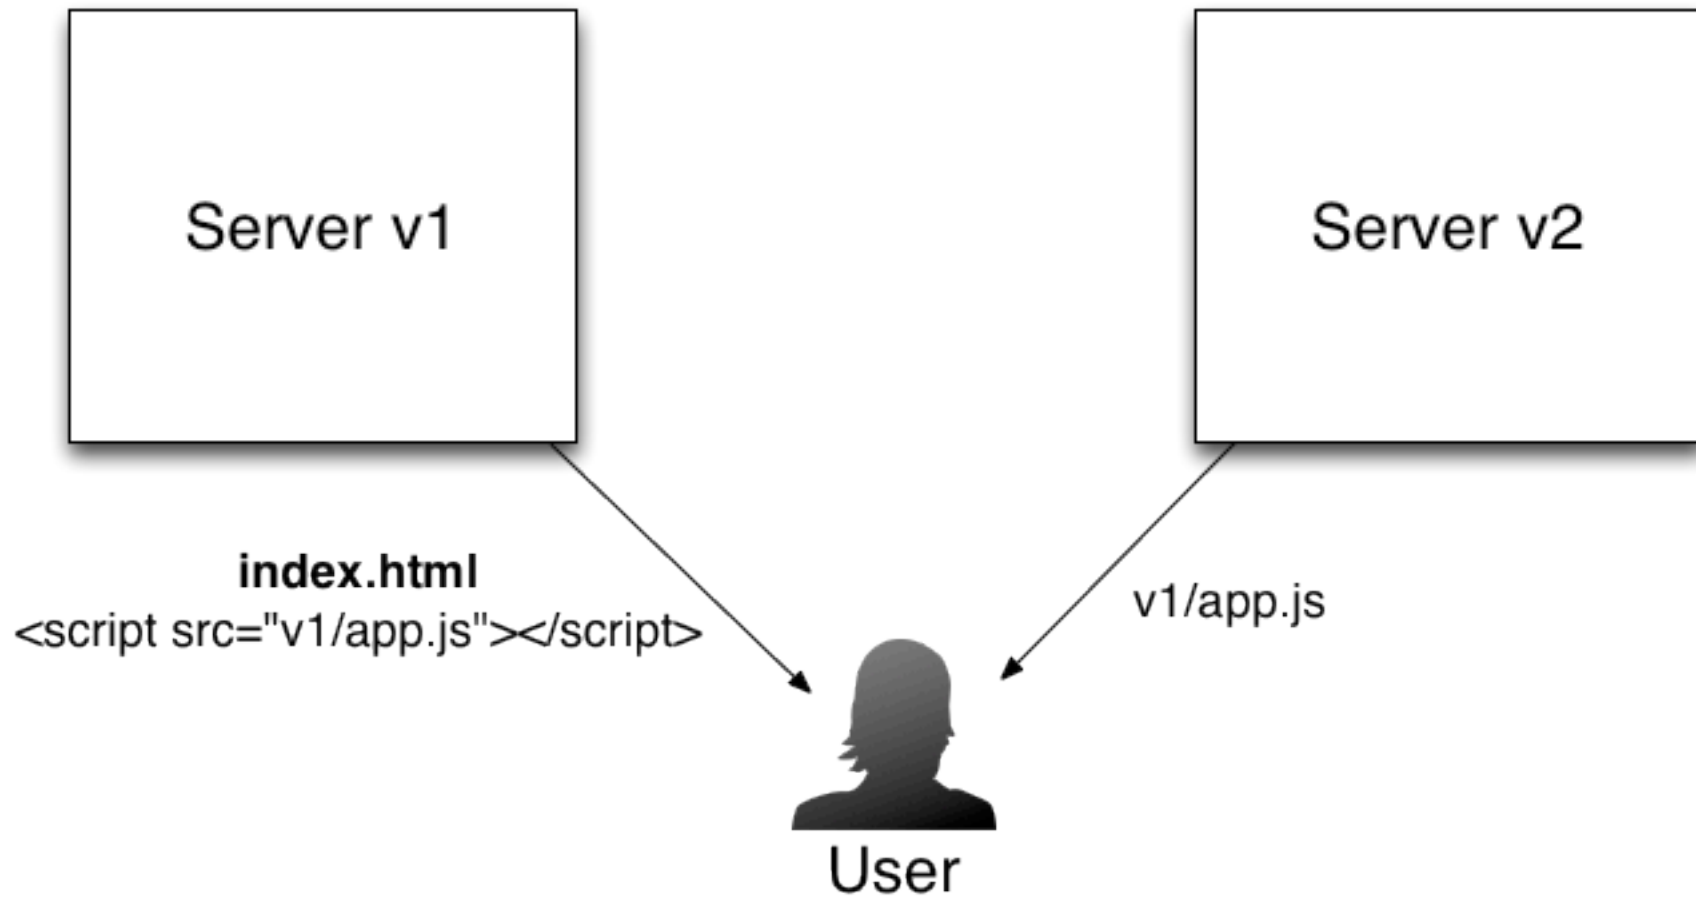 Server v1
Server v2
index.html
<script src="v1/app.js"></script>
v1/app.js
User